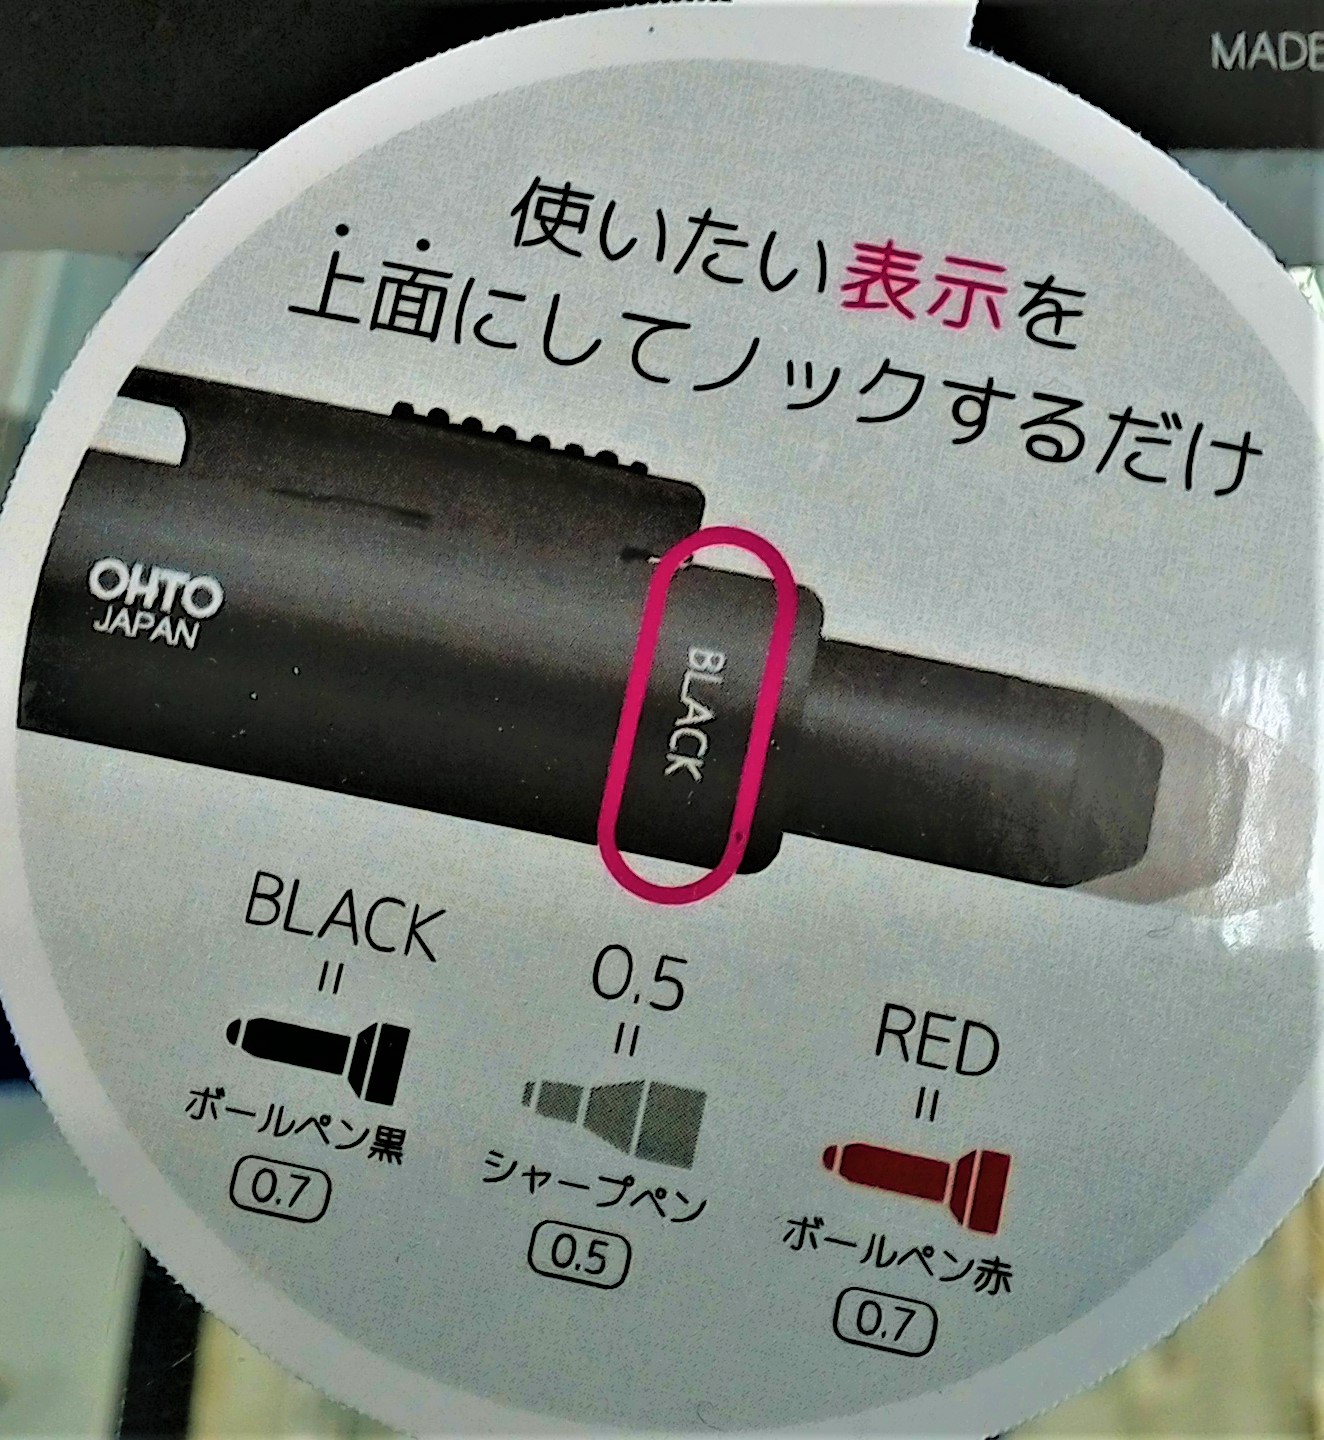 MADE
使いたい表示を
上面にしてノックするだけ
OHTO
JAPAN
BLACK
BLACK
=
ボールペン黒
0.7
0.5
=
シャープペン
0.5
RED
=
ボールペン赤
0.7